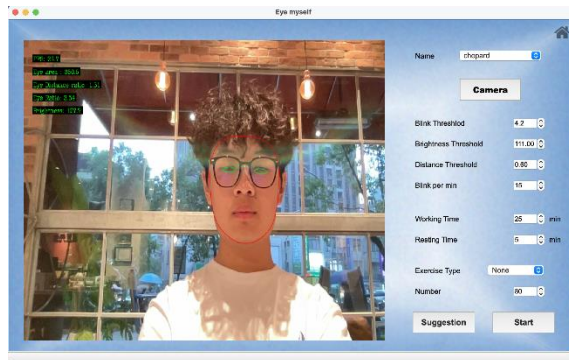 Eye myself
Name chopard
Camera
Blink Threshlod 4.2
Brightness Threshold 111.00
Distance Threshold 0.60
Blink per min 15
Working Time 25 min
Resting Time 5 min
Exercise Type None
Number 80
Suggestion Start